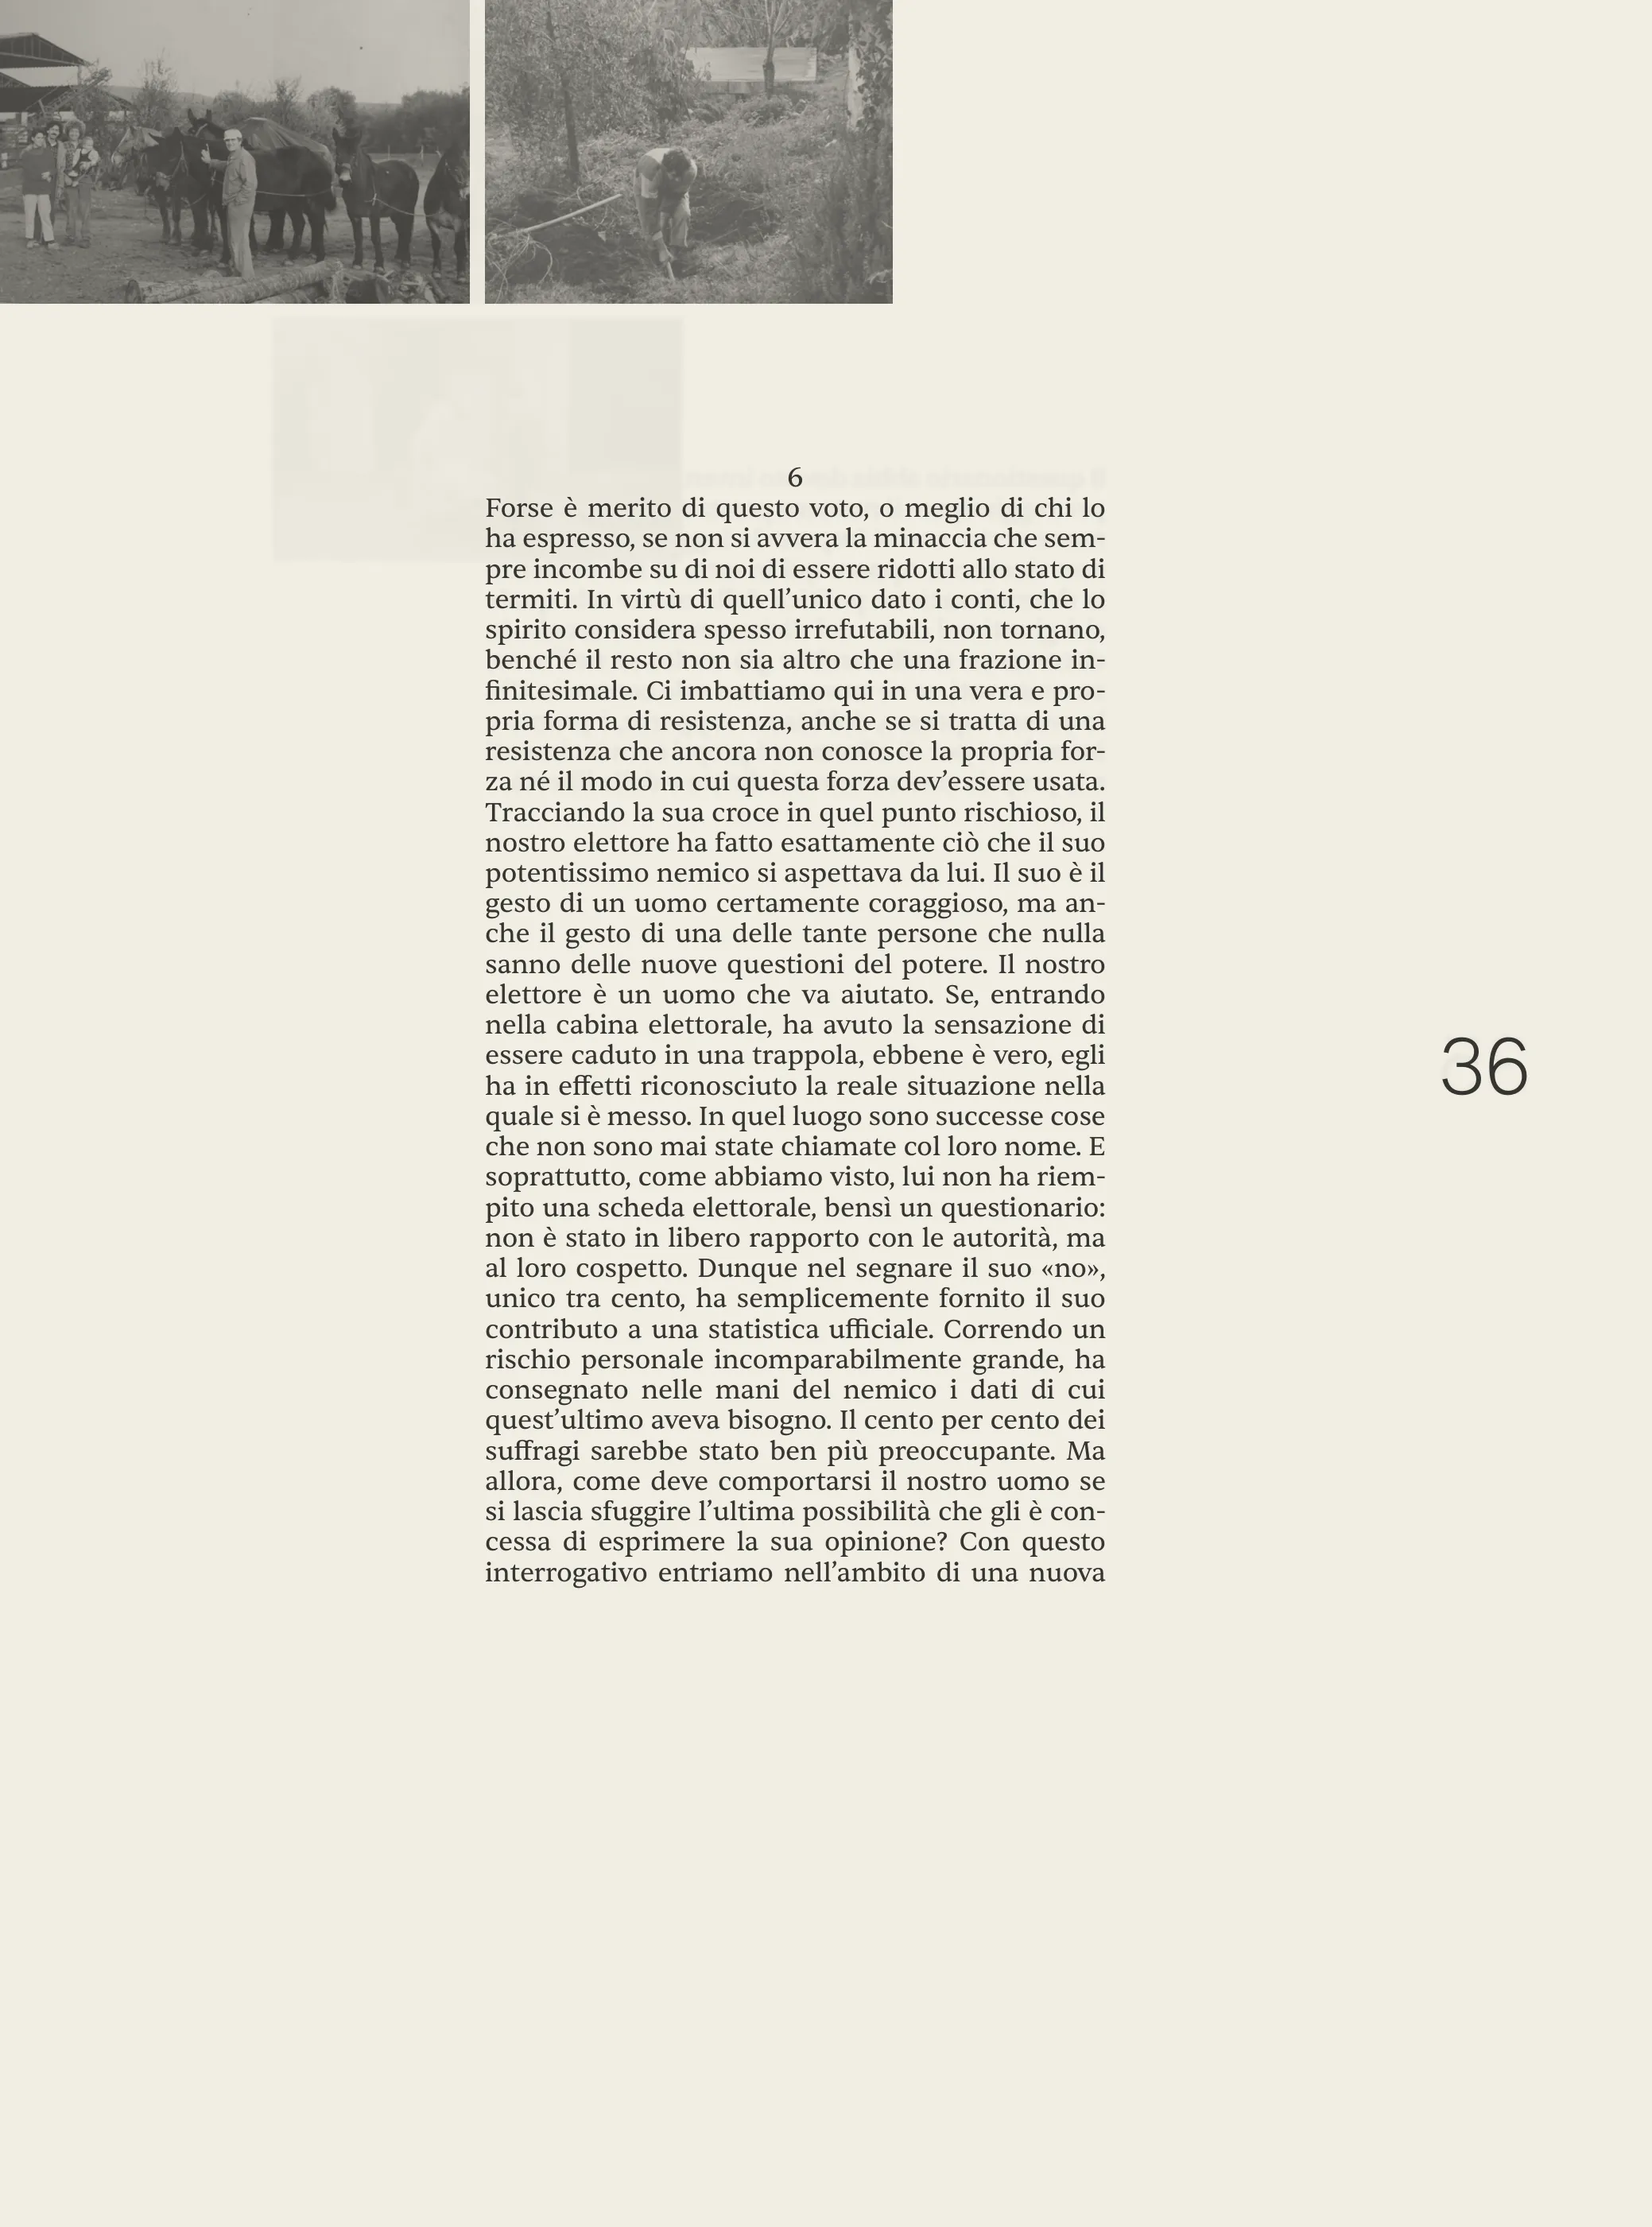 6
Forse è merito di questo voto, o meglio di chi lo
ha espresso, se non si avvera la minaccia che sem-
pre incombe su di noi di essere ridotti allo stato di
termiti. In virtù di quell’unico dato i conti, che lo
spirito considera spesso irrefutabili, non tornano,
benché il resto non sia altro che una frazione in-
finitesimale. Ci imbattiamo qui in una vera e pro-
pria forma di resistenza, anche se si tratta di una
resistenza che ancora non conosce la propria for-
za né il modo in cui questa forza dev’essere usata.
Tracciando la sua croce in quel punto rischioso, il
nostro elettore ha fatto esattamente ciò che il suo
potentissimo nemico si aspettava da lui. Il suo è il
gesto di un uomo certamente coraggioso, ma an-
che il gesto di una delle tante persone che nulla
sanno delle nuove questioni del potere. Il nostro
elettore è un uomo che va aiutato. Se, entrando
nella cabina elettorale, ha avuto la sensazione di
essere caduto in una trappola, ebbene è vero, egli
ha in effetti riconosciuto la reale situazione nella
quale si è messo. In quel luogo sono successe cose
che non sono mai state chiamate col loro nome. E
soprattutto, come abbiamo visto, lui non ha riem-
pito una scheda elettorale, bensì un questionario:
non è stato in libero rapporto con le autorità, ma
al loro cospetto. Dunque nel segnare il suo «no»,
unico tra cento, ha semplicemente fornito il suo
contributo a una statistica ufficiale. Correndo un
rischio personale incomparabilmente grande, ha
consegnato nelle mani del nemico i dati di cui
quest’ultimo aveva bisogno. Il cento per cento dei
suffragi sarebbe stato ben più preoccupante. Ma
allora, come deve comportarsi il nostro uomo se
si lascia sfuggire l’ultima possibilità che gli è con-
cessa di esprimere la sua opinione? Con questo
interrogativo entriamo nell’ambito di una nuova
36